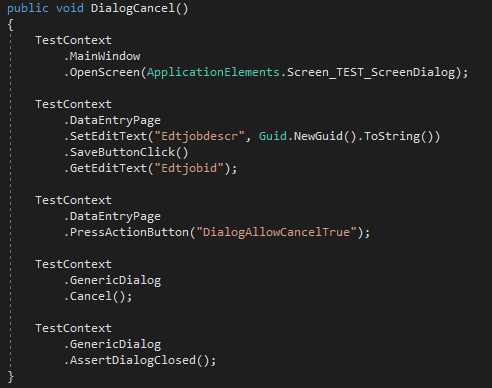 public void DialogCancel()
{
TestContext
.MainWindow
.OpenScreen(ApplicationElements.Screen_TEST_ScreenDialog);
TestContext
.DataEntryPage
.SetEditText("Edtjobdescr", Guid.NewGuid().ToString())
.SaveButtonClick()
.GetEditText("Edtjobid");
TestContext
.DataEntryPage
.PressActionButton("DialogAllowCancelTrue");
TestContext
.GenericDialog
.Cancel();
TestContext
.GenericDialog
.AssertDialogClosed();
}